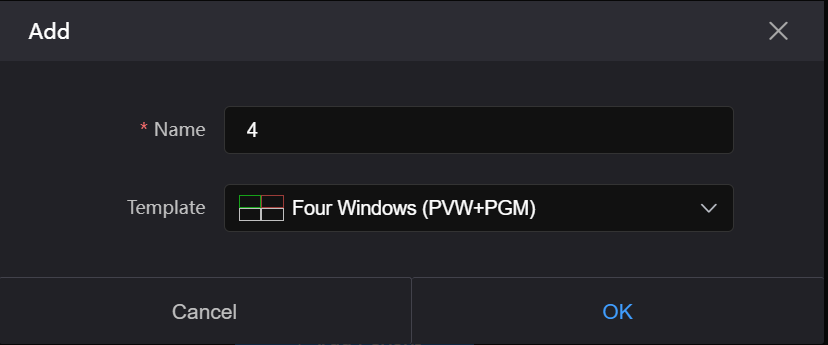 Add
* Name 4
Template Four Windows (PVW+PGM)
Cancel OK